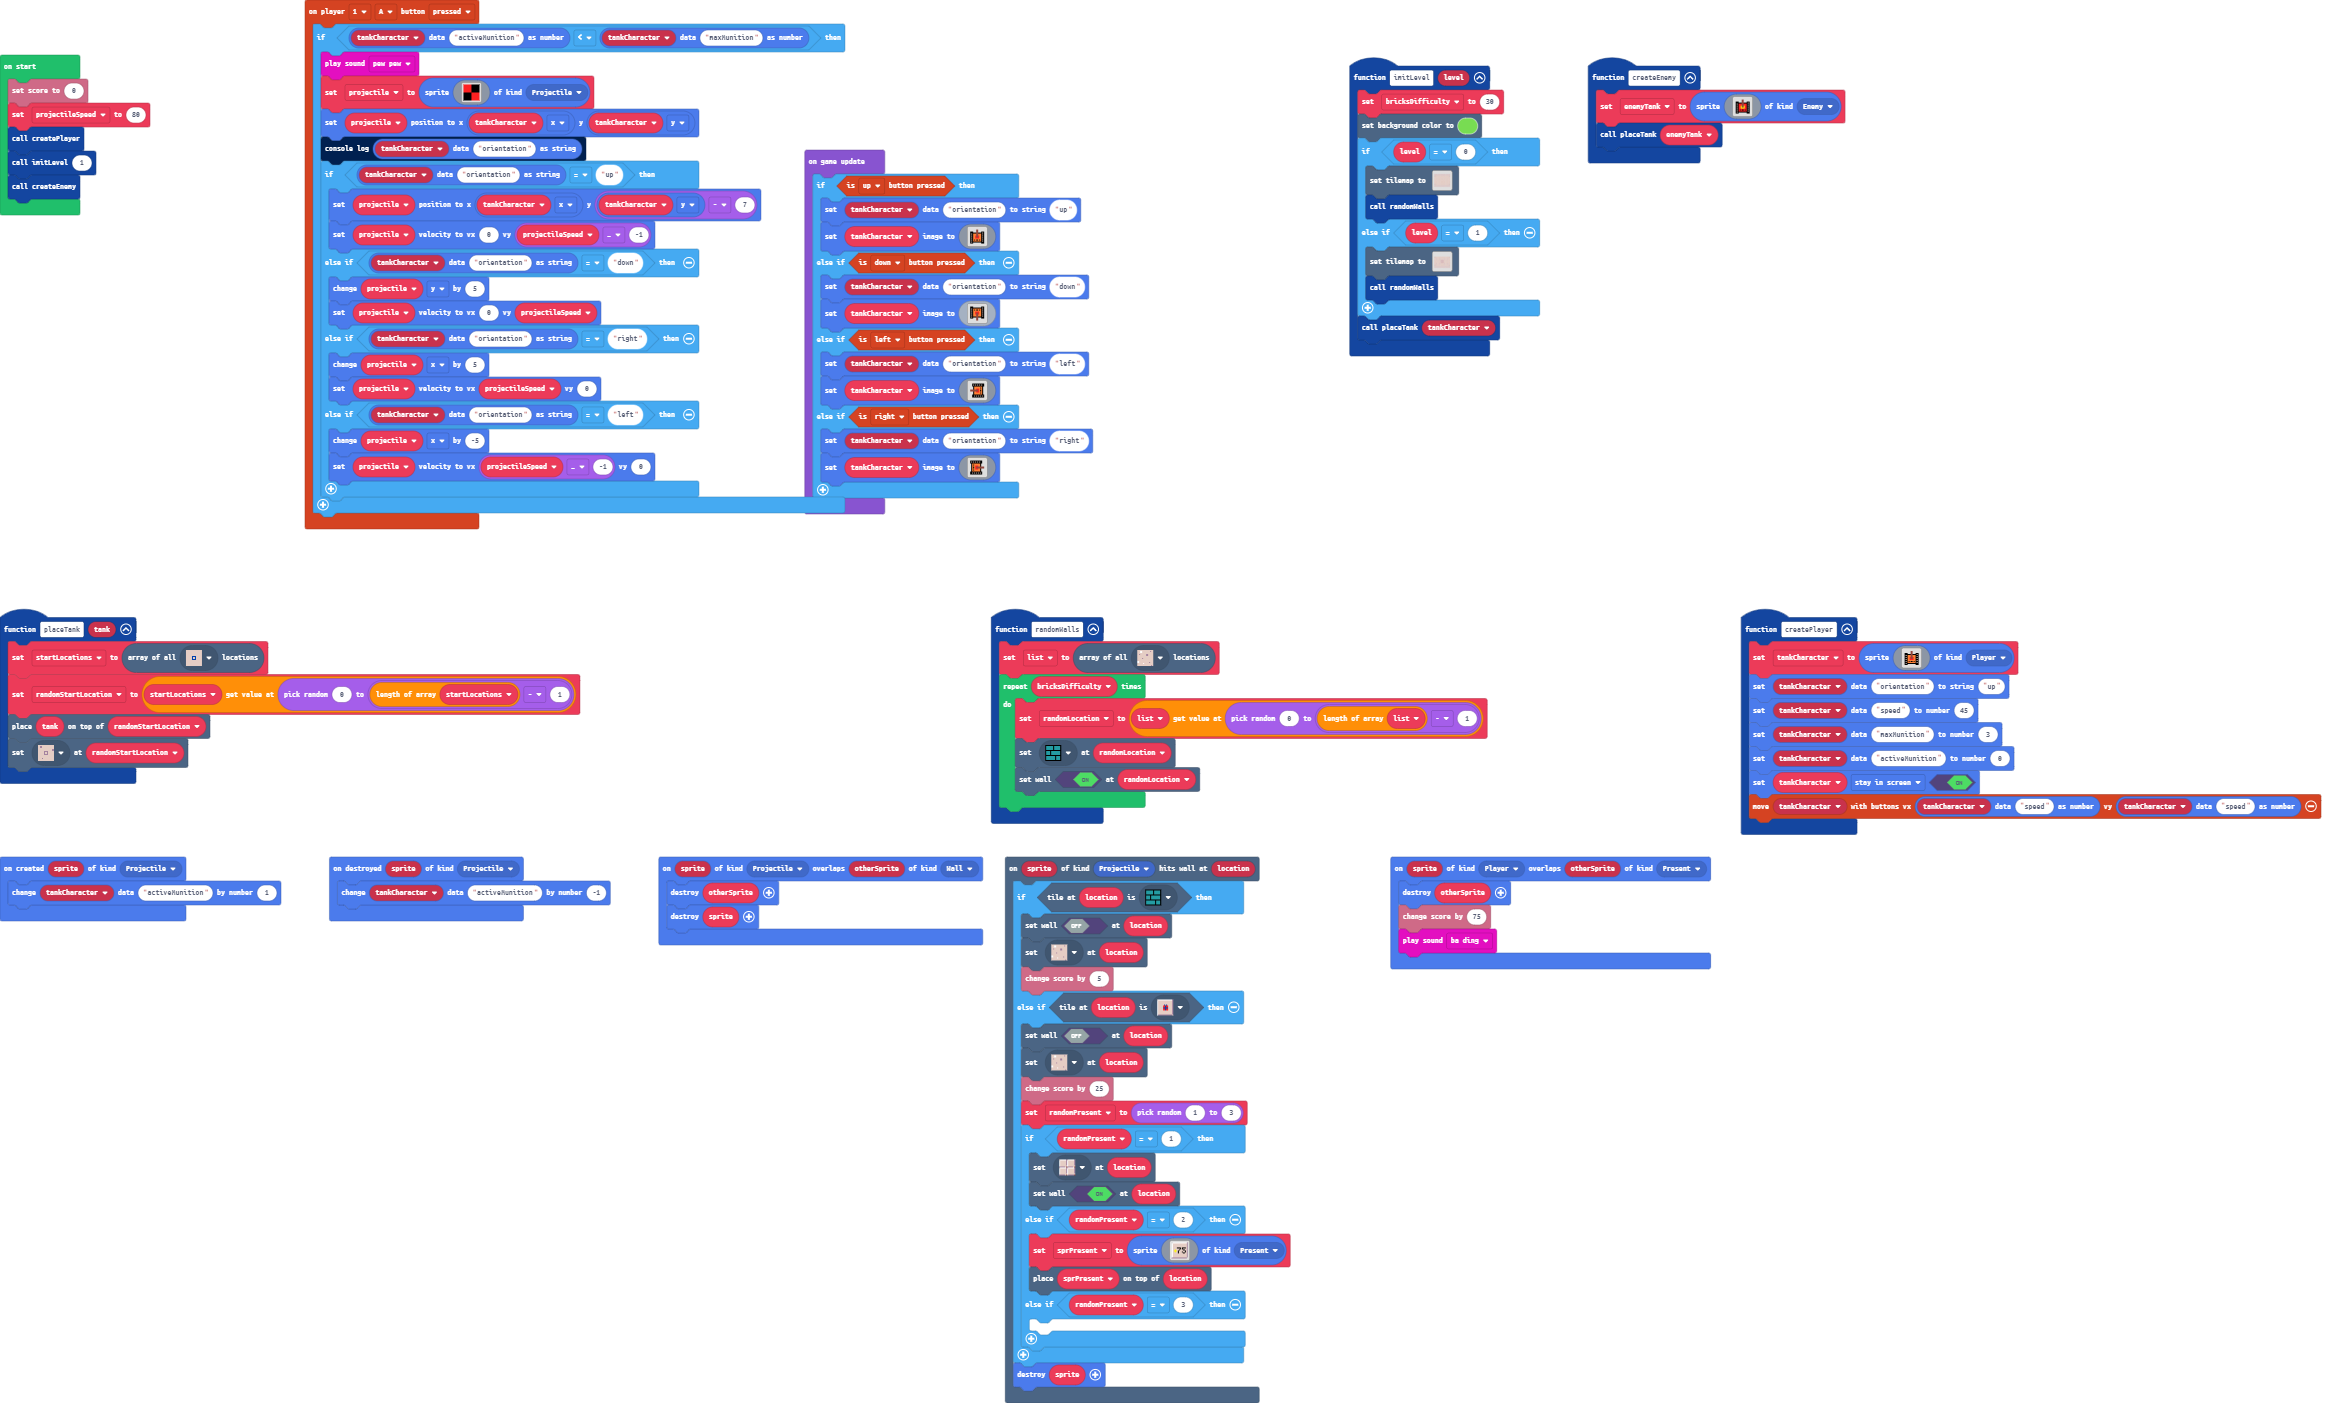 on start
set score to 0
set projectileSpeed to 80
call createPlayer
call imitLevel 1
call createEnemy
on player 1 A button pressed
if tankCharacter data "activeMunition" as number < tankCharacter data "maxMunition" as number then
play sound pew pew
set projectile to sprite of kind Projectile
set projectile position to x tankCharacter x y tankCharacter y
console log tankCharacter data "orientation" as string
if tankCharacter data "orientation" as string = "up" then
set projectile position to x tankCharacter x y tankCharacter y - 7
set projectile velocity to vx 0 vy projectileSpeed -1
else if tankCharacter data "orientation" as string = "down" then
change projectile y by 5
set projectile velocity to vx 0 vy projectileSpeed
else if tankCharacter data "orientation" as string = "right" then
change projectile x by 5
set projectile velocity to vx projectileSpeed vy 0
else if tankCharacter data "orientation" as string = "left" then
change projectile x by -5
set projectile velocity to vx projectileSpeed -1 vy 0
on game update
if is up button pressed then
set tankCharacter data "orientation" to string "up"
set tankCharacter image to
else if is down button pressed then
set tankCharacter data "orientation" to string "down"
set tankCharacter image to
else if is left button pressed then
set tankCharacter data "orientation" to string "left"
set tankCharacter image to
else if is right button pressed then
set tankCharacter data "orientation" to string "right"
set tankCharacter image to
function imitLevel level
set bricksDifficulty to 30
set background color to
if level = 0 then
set tilemap to
call randomWalls
else if level = 1 then
set tilemap to
call randomWalls
call placeTank tankCharacter
function createEnemy
set enemyTank to sprite of kind Enemy
call placeTank enemyTank
function placeTank tank
set startLocations to array of all locations
set randomStartLocation to startLocations get value at pick random 0 to length of array startLocations - 1
place tank on top of randomStartLocation
set at randomStartLocation
function randomWalls
set list to array of all locations
repeat bricksDifficulty times
do
set randomLocation to list get value at pick random 0 to length of array list - 1
set at randomLocation
set wall ON at randomLocation
function createPlayer
set tankCharacter to sprite of kind Player
set tankCharacter data "orientation" to string "up"
set tankCharacter data "speed" to number 45
set tankCharacter data "maxMunition" to number 3
set tankCharacter data "activeMunition" to number 0
set tankCharacter stay in screen ON
move tankCharacter with buttons vx tankCharacter data "speed" as number vy tankCharacter data "speed" as number
on created sprite of kind Projectile
change tankCharacter data "activeMunition" by number 1
on destroyed sprite of kind Projectile
change tankCharacter data "activeMunition" by number -1
on sprite of kind Projectile overlaps otherSprite of kind Wall
destroy otherSprite
destroy sprite
on sprite of kind Projectile hits wall at location
if tile at location is then
set wall OFF at location
set at location
change score by 5
else if tile at location is then
set wall OFF at location
set at location
change score by 25
set randomPresent to pick random 1 to 3
if randomPresent = 1 then
set at location
set wall ON at location
else if randomPresent = 2 then
set sprPresent to sprite 75 of kind Present
place sprPresent on top of location
else if randomPresent = 3 then
destroy sprite
on sprite of kind Player overlaps otherSprite of kind Present
destroy otherSprite
change score by 75
play sound ba ding